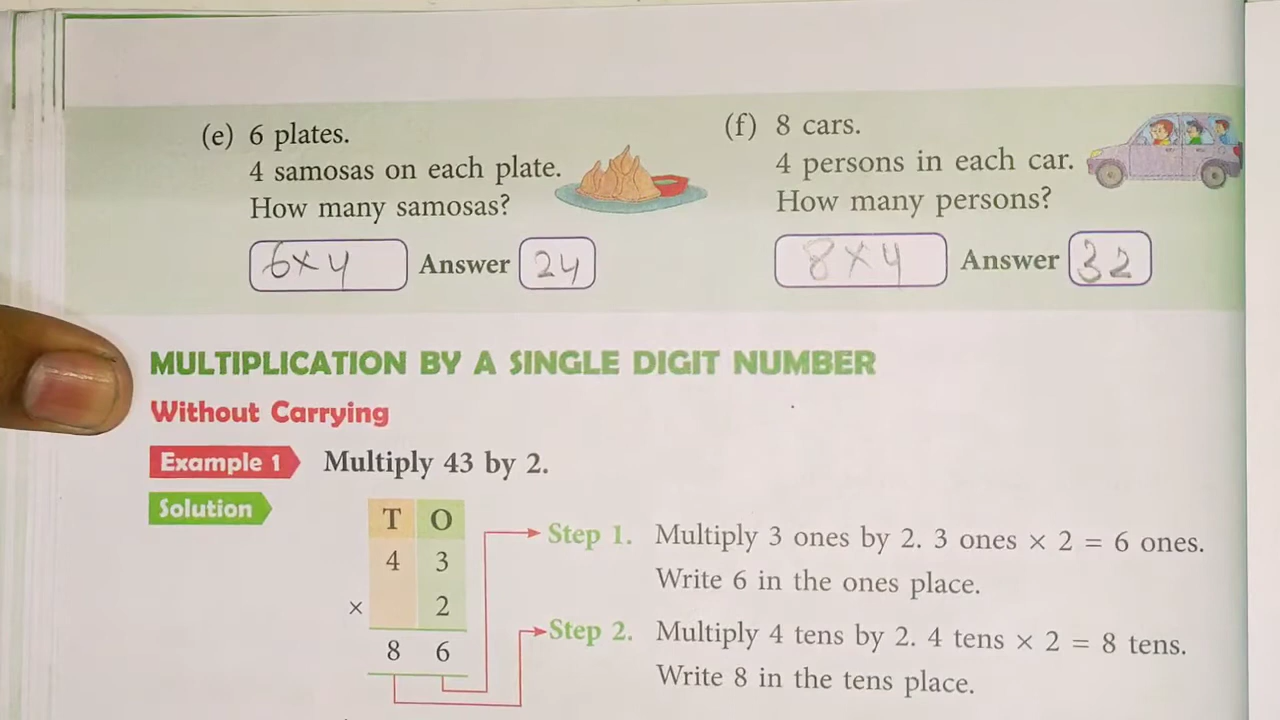 (e) 6 plates.
4 samosas on each plate.
How many samosas?
6×4 Answer 24
(f) 8 cars.
4 persons in each car.
How many persons?
8×4 Answer 32
MULTIPLICATION BY A SINGLE DIGIT NUMBER
Without Carrying
Example 1 Multiply 43 by 2.
Solution
T O
4 3
× 2
8 6
Step 1. Multiply 3 ones by 2. 3 ones × 2 = 6 ones.
Write 6 in the ones place.
Step 2. Multiply 4 tens by 2. 4 tens × 2 = 8 tens.
Write 8 in the tens place.